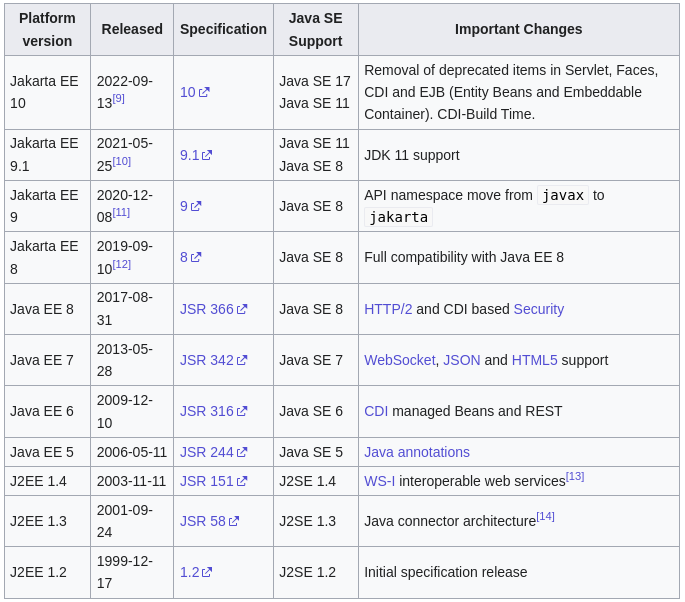 Platform version | Released | Specification | Java SE Support | Important Changes
Jakarta EE 10 | 2022-09-13[9] | 10 | Java SE 17 Java SE 11 | Removal of deprecated items in Servlet, Faces, CDI and EJB (Entity Beans and Embeddable Container). CDI-Build Time.
Jakarta EE 9.1 | 2021-05-25[10] | 9.1 | Java SE 11 Java SE 8 | JDK 11 support
Jakarta EE 9 | 2020-12-08[11] | 9 | Java SE 8 | API namespace move from javax to jakarta
Jakarta EE 8 | 2019-09-10[12] | 8 | Java SE 8 | Full compatibility with Java EE 8
Java EE 8 | 2017-08-31 | JSR 366 | Java SE 8 | HTTP/2 and CDI based Security
Java EE 7 | 2013-05-28 | JSR 342 | Java SE 7 | WebSocket, JSON and HTML5 support
Java EE 6 | 2009-12-10 | JSR 316 | Java SE 6 | CDI managed Beans and REST
Java EE 5 | 2006-05-11 | JSR 244 | Java SE 5 | Java annotations
J2EE 1.4 | 2003-11-11 | JSR 151 | J2SE 1.4 | WS-I interoperable web services[13]
J2EE 1.3 | 2001-09-24 | JSR 58 | J2SE 1.3 | Java connector architecture[14]
J2EE 1.2 | 1999-12-17 | 1.2 | J2SE 1.2 | Initial specification release